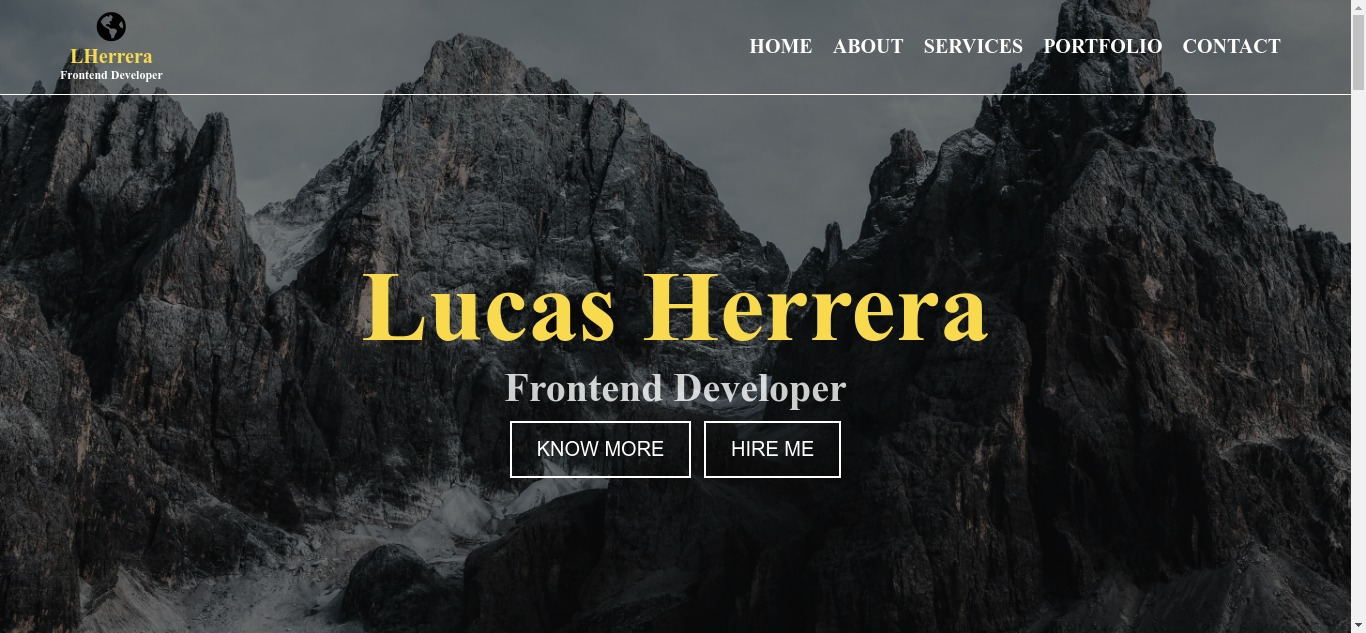 LHerrera
Frontend Developer
HOME ABOUT SERVICES PORTFOLIO CONTACT
Lucas Herrera
Frontend Developer
KNOW MORE HIRE ME